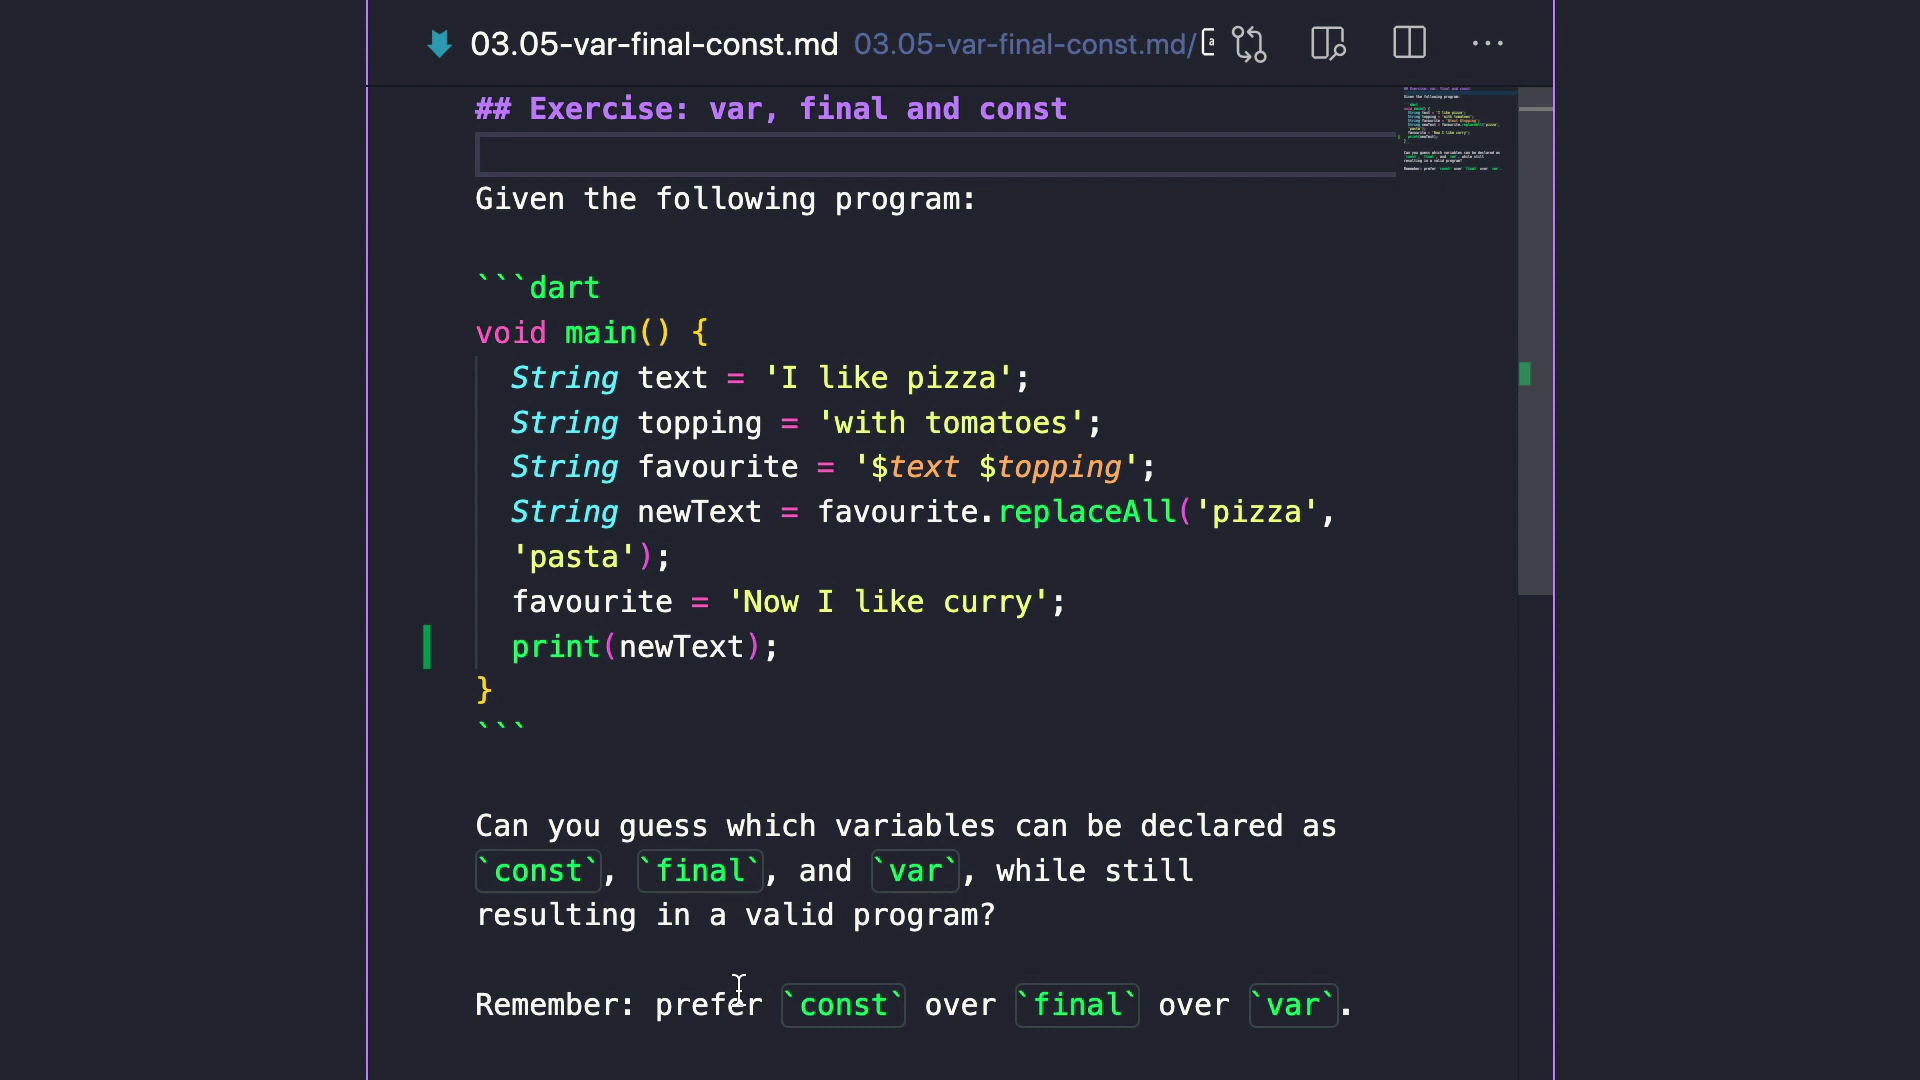 03.05-var-final-const.md 03.05-var-final-const.md/
## Exercise: var, final and const
Given the following program:
```dart
void main() {
String text = 'I like pizza';
String topping = 'with tomatoes';
String favourite = '$text $topping';
String newText = favourite.replaceAll('pizza',
'pasta');
favourite = 'Now I like curry';
print(newText);
}
```
Can you guess which variables can be declared as
`const`, `final`, and `var`, while still
resulting in a valid program?
Remember: prefer `const` over `final` over `var`.